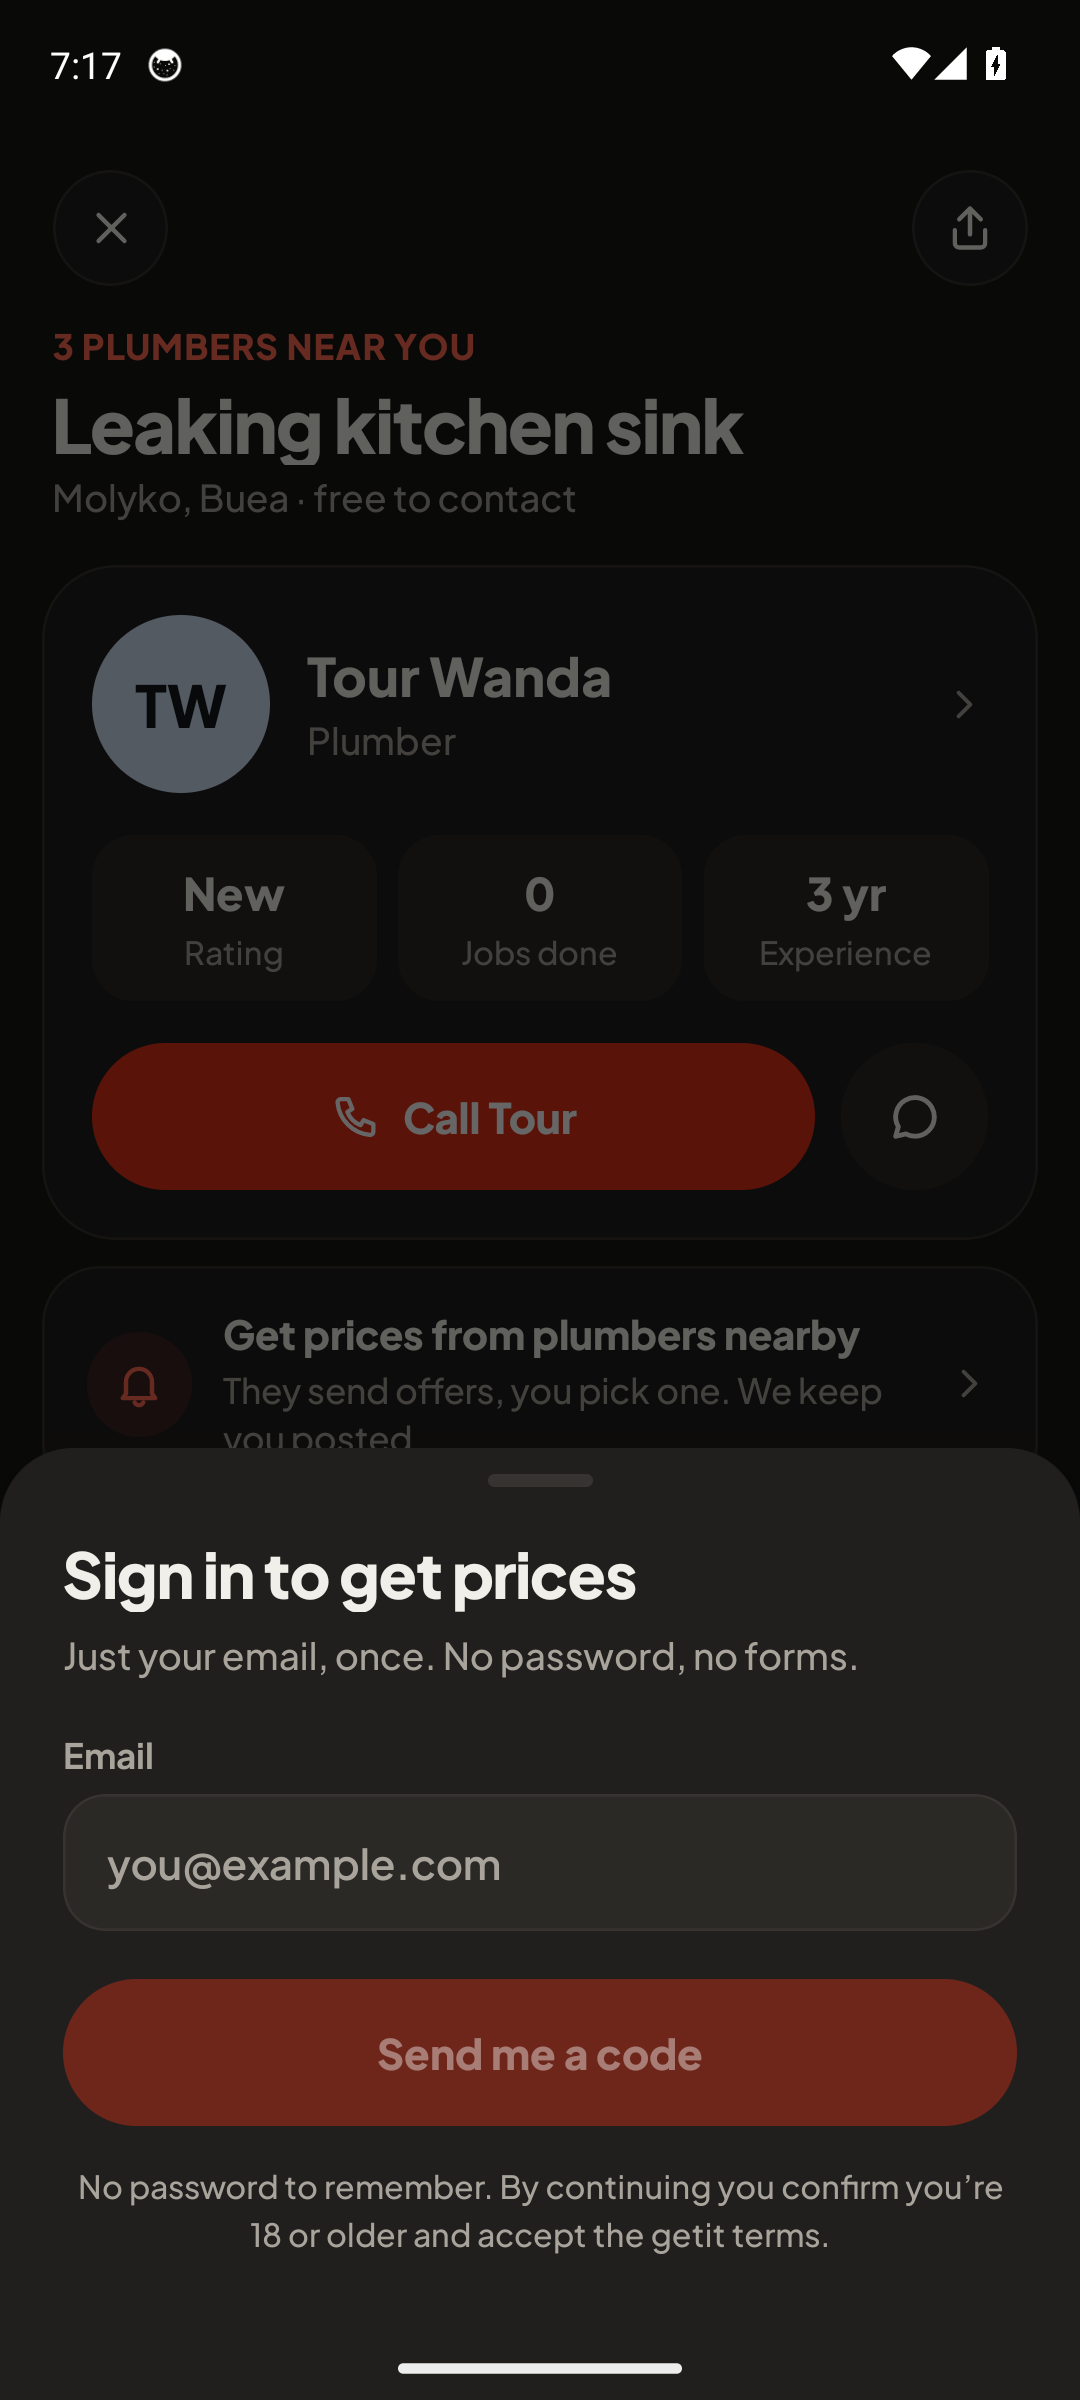 7:17
3 PLUMBERS NEAR YOU
Leaking kitchen sink
Molyko, Buea · free to contact
TW
Tour Wanda
Plumber
New
Rating
0
Jobs done
3 yr
Experience
Call Tour
Get prices from plumbers nearby
They send offers, you pick one. We keep
you posted
Sign in to get prices
Just your email, once. No password, no forms.
Email
you@example.com
Send me a code
No password to remember. By continuing you confirm you’re
18 or older and accept the getit terms.